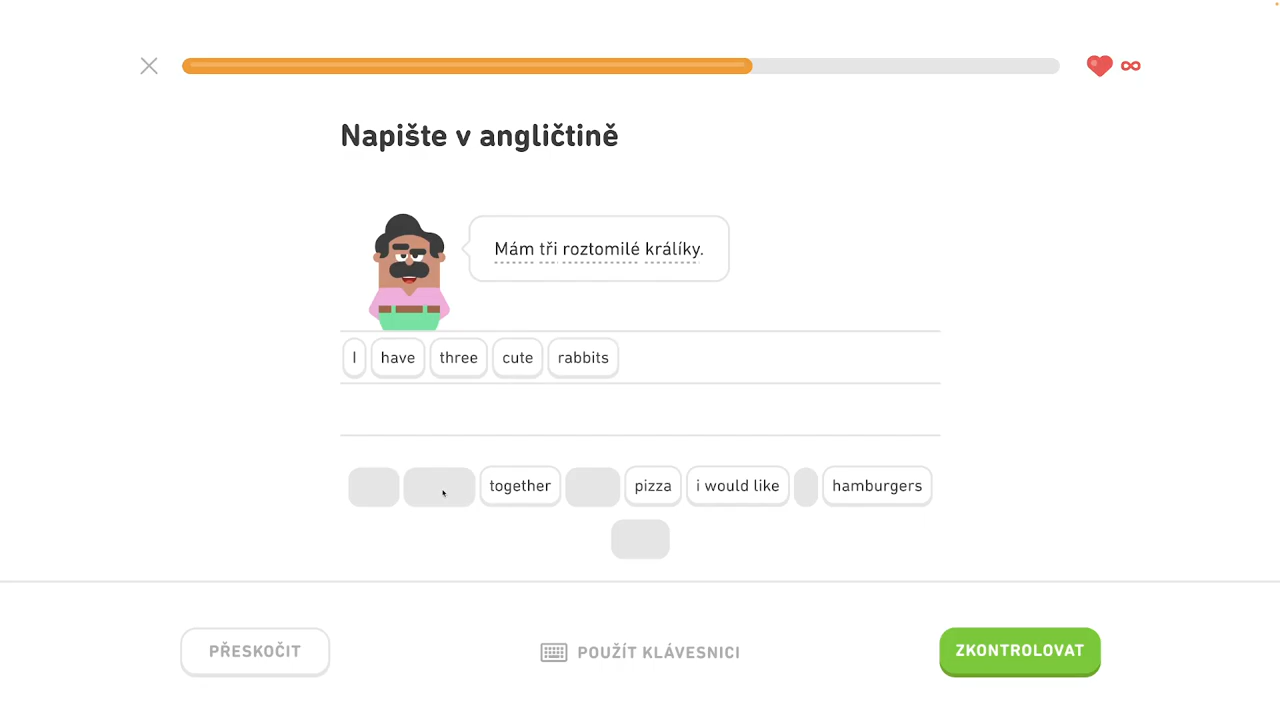 ∞
Napište v angličtině
Mám tři roztomilé králíky.
I have three cute rabbits
together pizza i would like hamburgers
PŘESKOČIT POUŽÍT KLÁVESNICI ZKONTROLOVAT